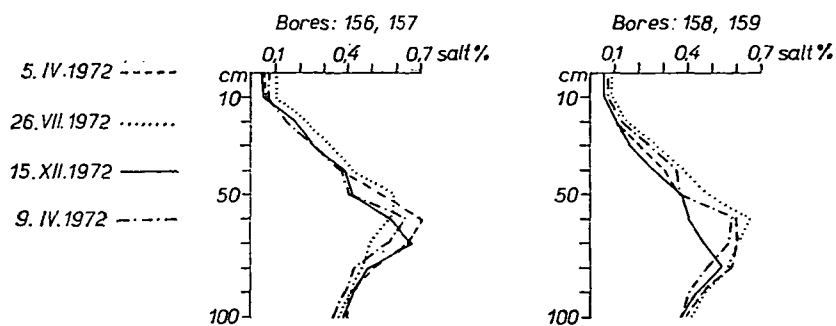 Bores: 156, 157
0,1 0,4 0,7 salt %
cm
10
50
100
5. IV. 1972
26. VII. 1972
15. XII. 1972
9. IV. 1972
Bores: 158, 159
0,1 0,4 0,7 salt %
cm
10
50
100